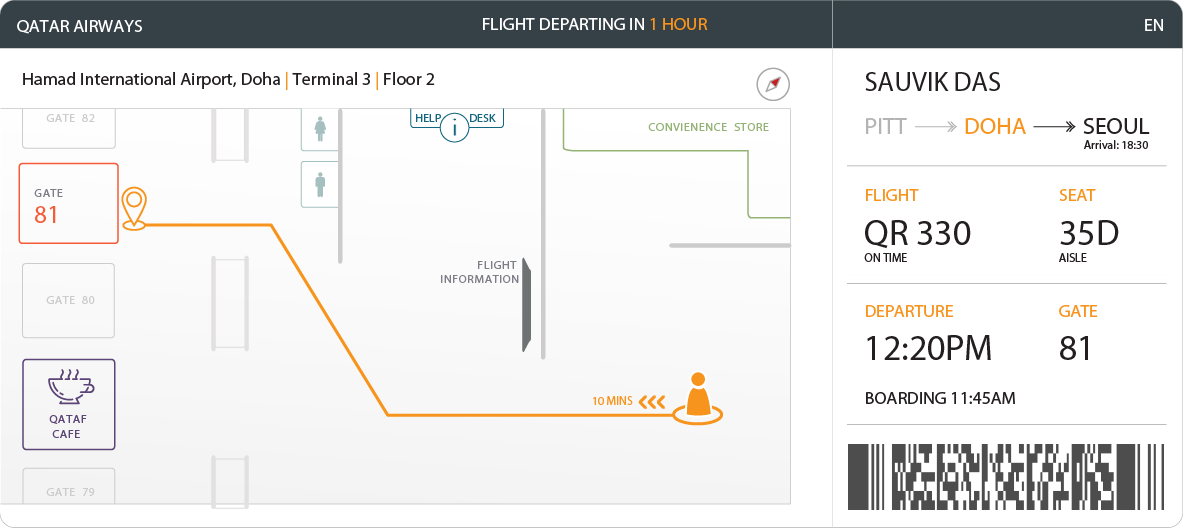 QATAR AIRWAYS
FLIGHT DEPARTING IN 1 HOUR
EN
Hamad International Airport, Doha | Terminal 3 | Floor 2
GATE 82
HELP i DESK
CONVIENENCE STORE
GATE
81
FLIGHT
INFORMATION
GATE 80
10 MINS
QATAF
CAFE
GATE 79
SAUVIK DAS
PITT DOHA SEOUL
Arrival: 18:30
FLIGHT SEAT
QR 330 35D
ON TIME AISLE
DEPARTURE GATE
12:20PM 81
BOARDING 11:45AM